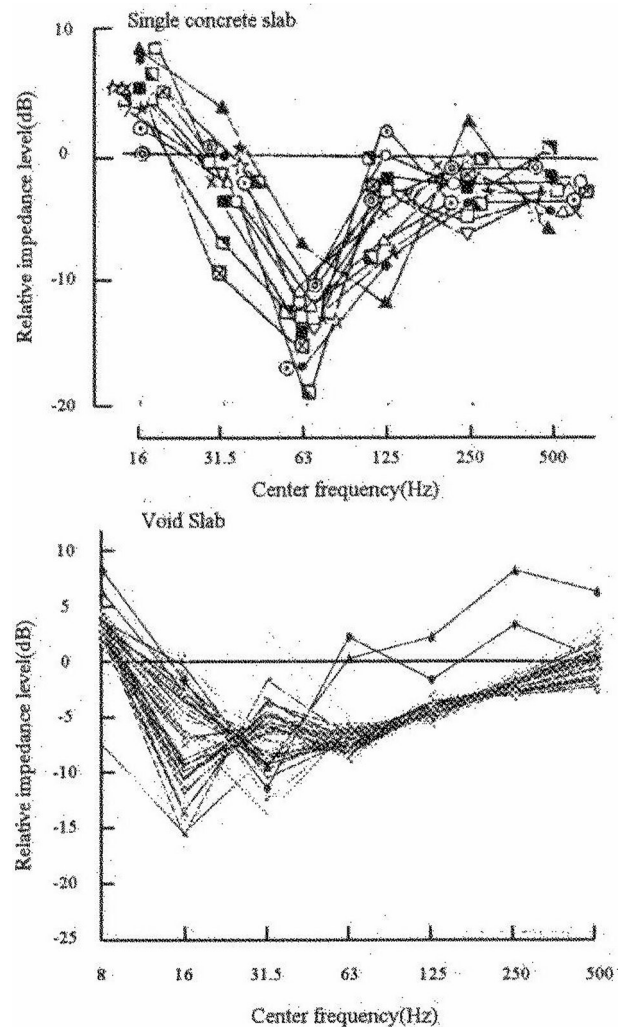 Single concrete slab
10
0
-10
-20
Relative impedance level(dB)
16 31.5 63 125 250 500
Center frequency(Hz)
Void Slab
10
5
0
-5
-10
-15
-20
-25
Relative impedance level(dB)
8 16 31.5 63 125 250 500
Center frequency(Hz)